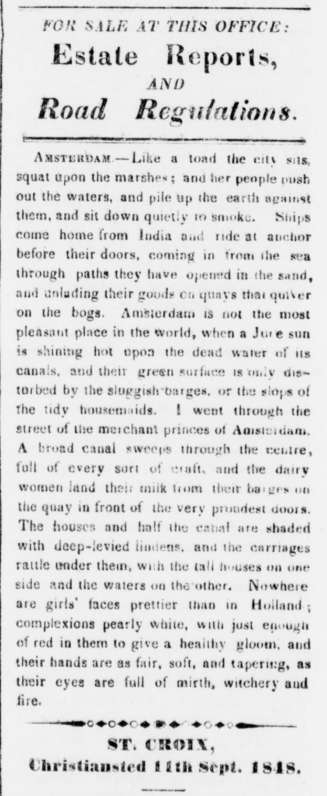 FOR SALE AT THIS OFFICE:
Estate Reports,
AND
Road Regulations.
AMSTERDAM.—Like a toad the city sits,
squat upon the marshes; and her people push
out the waters, and pile up the earth against
them, and sit down quietly to smoke. Ships
come home from India and ride at anchor
before their doors, coming in from the sea
through paths they have opened in the sand,
and unlading their goods on quays that quiver
on the bogs. Amsterdam is not the most
pleasant place in the world, when a June sun
is shining hot upon the dead water of its
canals, and their green surface is only dis-
turbed by the sluggish barges, or the slops of
the tidy housemaids. I went through the
street of the merchant princes of Amsterdam.
A broad canal sweeps through the centre,
full of every sort of craft, and the dairy
women land their milk from their barges on
the quay in front of the very proudest doors.
The houses and half the canal are shaded
with deep-levied lindens, and the carriages
rattle under them, with the tall houses on one
side and the waters on the other. Nowhere
are girls' faces prettier than in Holland;
complexions pearly white, with just enough
of red in them to give a healthy gloom, and
their hands are as fair, soft, and tapering, as
their eyes are full of mirth, witchery and
fire.
ST. CROIX,
Christiansted 11th Sept. 1848.